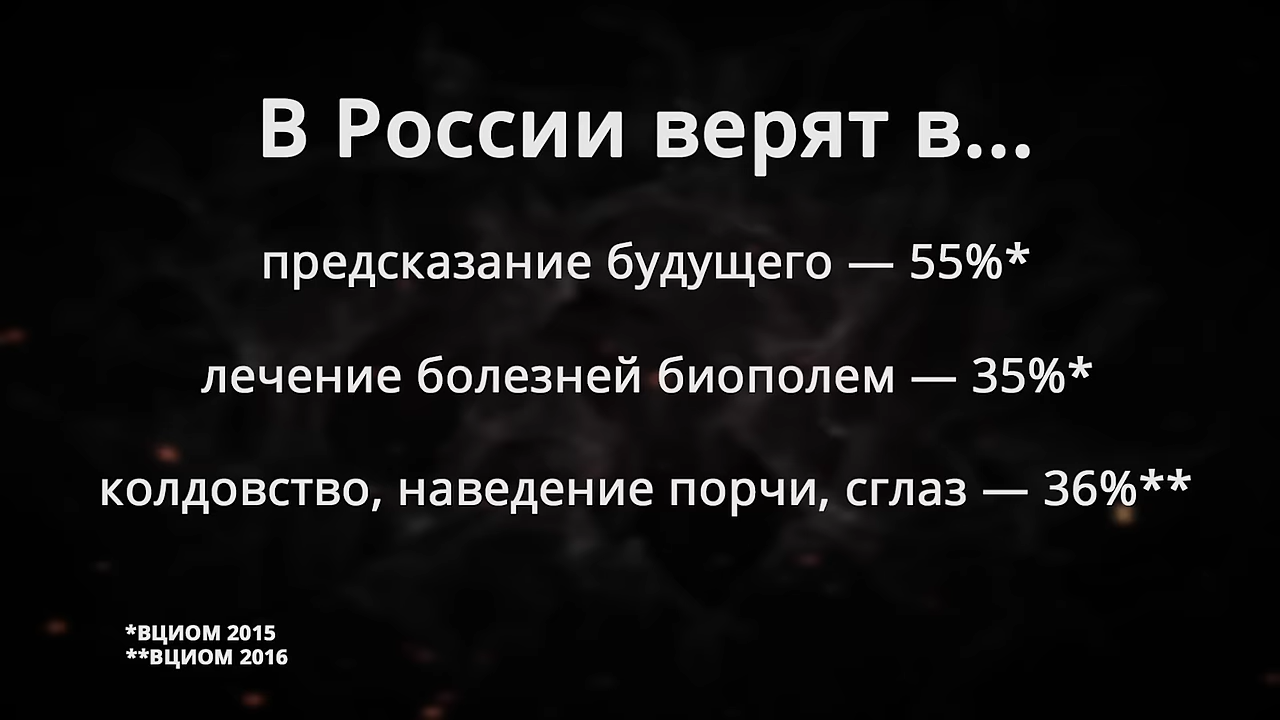 В России верят в...
предсказание будущего — 55%*
лечение болезней биополем — 35%*
колдовство, наведение порчи, сглаз — 36%**
*ВЦИОМ 2015
**ВЦИОМ 2016